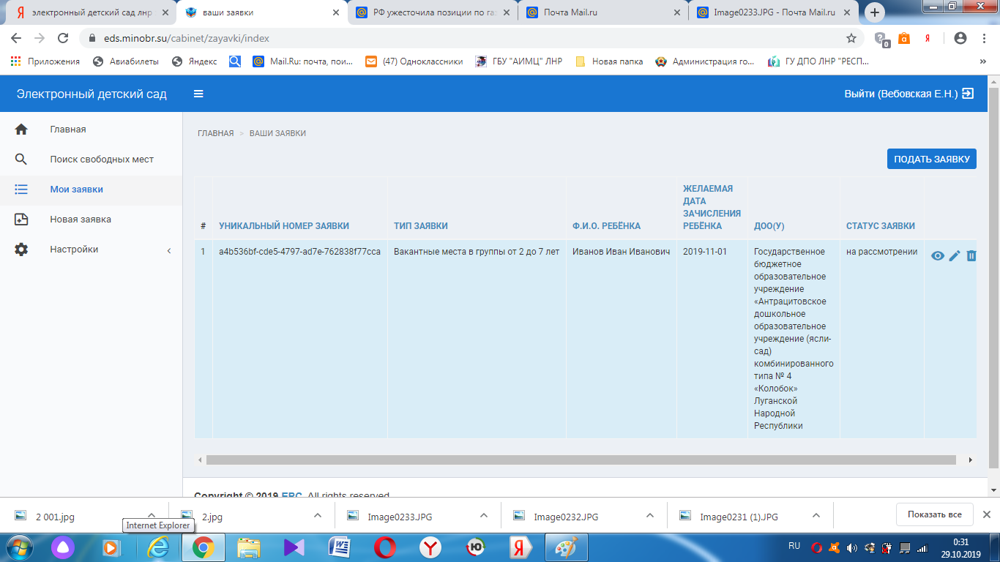 электронный детский сад лнр
ваши заявки
РФ ужесточила позиции по газ
Почта Mail.ru
Image0233.JPG - Почта Mail.ru
eds.minobr.su/cabinet/zayavki/index
0
Я
Приложения
Авиабилеты
Яндекс
Mail.Ru: почта, пои...
(47) Одноклассники
ГБУ "АИМЦ" ЛНР
Новая папка
Администрация го...
ГУ ДПО ЛНР "РЕСП...
»
Электронный детский сад
Выйти (Вебовская Е.Н.)
Главная
Поиск свободных мест
Мои заявки
Новая заявка
Настройки
ГЛАВНАЯ > ВАШИ ЗАЯВКИ
ПОДАТЬ ЗАЯВКУ
#
УНИКАЛЬНЫЙ НОМЕР ЗАЯВКИ
ТИП ЗАЯВКИ
Ф.И.О. РЕБЁНКА
ЖЕЛАЕМАЯ
ДАТА
ЗАЧИСЛЕНИЯ
РЕБЁНКА
ДОО(У)
СТАТУС ЗАЯВКИ
1
a4b536bf-cde5-4797-ad7e-762838f77cca
Вакантные места в группы от 2 до 7 лет
Иванов Иван Иванович
2019-11-01
Государственное
бюджетное
образовательное
учреждение
«Антрацитовское
дошкольное
образовательное
учреждение (ясли-
сад)
комбинированного
типа № 4
«Колобок»
Луганской
Народной
Республики
на рассмотрении
Copyright © 2019 ЕРС. All rights reserved
2 001.jpg
2.jpg
Image0233.JPG
Image0232.JPG
Image0231 (1).JPG
Показать все
Internet Explorer
RU
0:31
29.10.2019